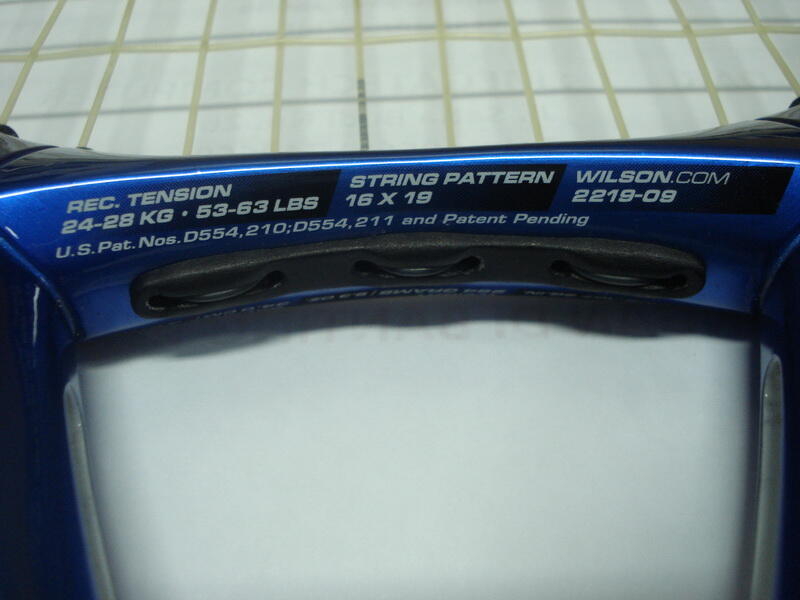 REC. TENSION
24-28 KG • 53-63 LBS
STRING PATTERN
16 X 19
WILSON.COM
2219-09
U.S.Pat.Nos.D554,210;D554,211 and Patent Pending